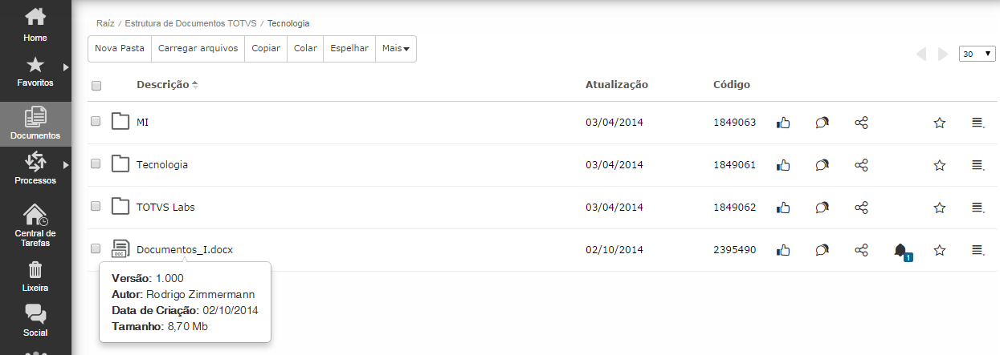 Home
Favoritos
Documentos
Processos
Central de
Tarefas
Lixeira
Social
Raíz / Estrutura de Documentos TOTVS / Tecnologia
Nova Pasta Carregar arquivos Copiar Colar Espelhar Mais
30
Descrição Atualização Código
MI 03/04/2014 1849063
Tecnologia 03/04/2014 1849061
TOTVS Labs 03/04/2014 1849062
DOC Documentos_I.docx 02/10/2014 2395490 1
Versão: 1.000
Autor: Rodrigo Zimmermann
Data de Criação: 02/10/2014
Tamanho: 8,70 Mb